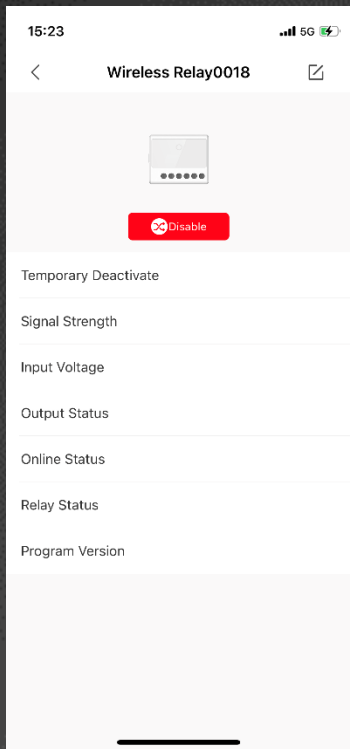 15:23
5G
Wireless Relay0018
Disable
Temporary Deactivate
Signal Strength
Input Voltage
Output Status
Online Status
Relay Status
Program Version